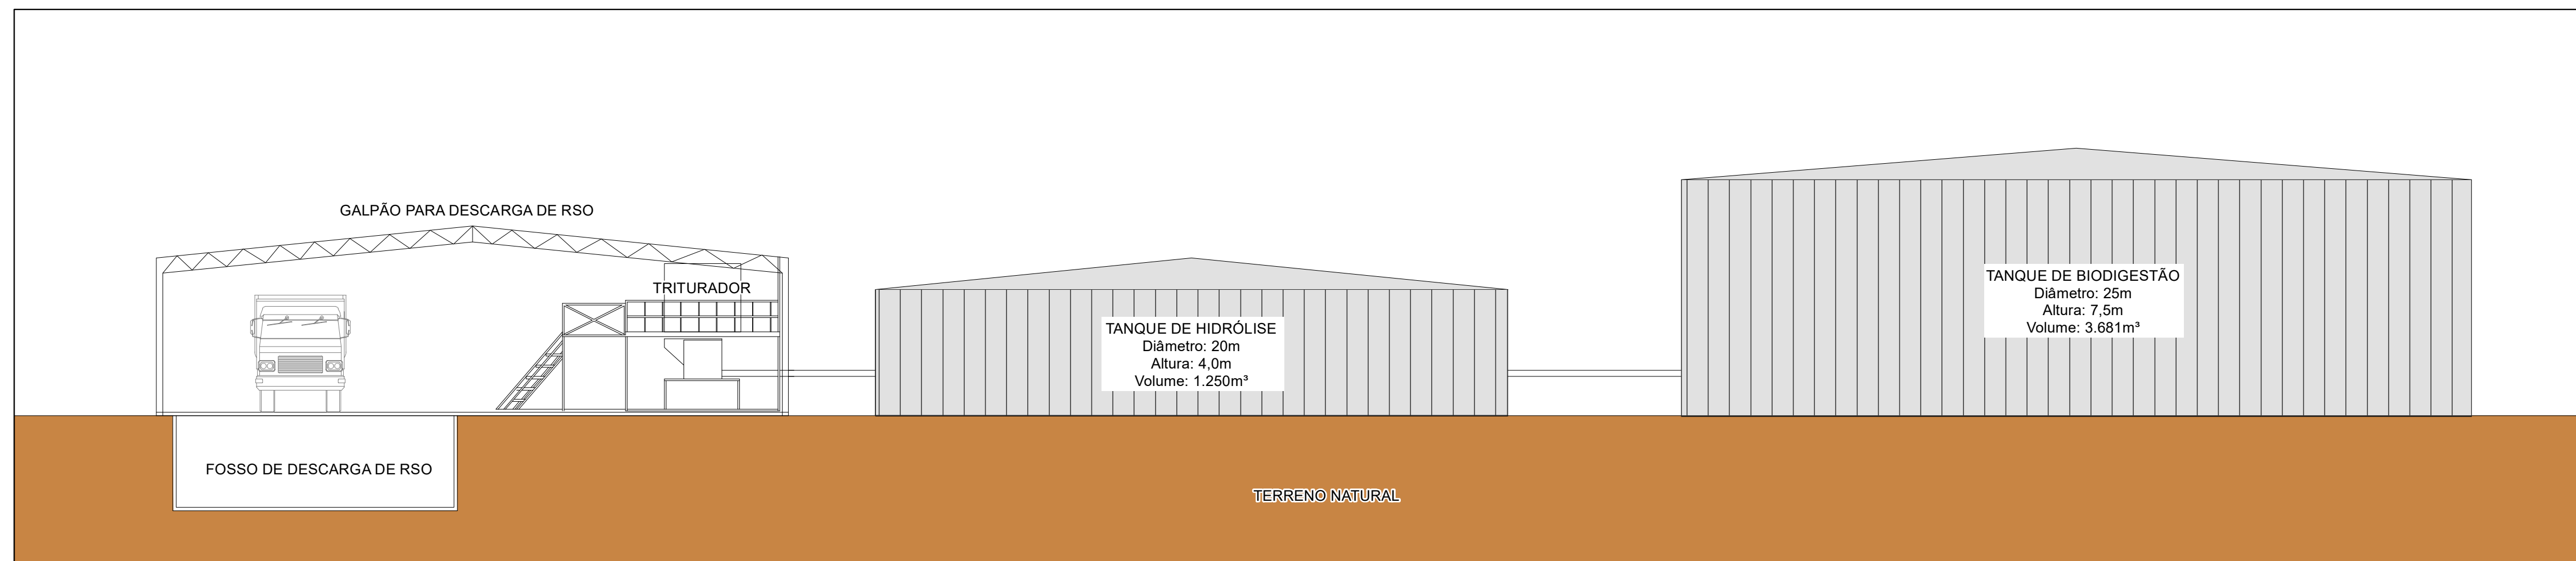 GALPÃO PARA DESCARGA DE RSO
TRITURADOR
FOSSO DE DESCARGA DE RSO
TANQUE DE HIDRÓLISE
Diâmetro: 20m
Altura: 4,0m
Volume: 1.250m³
TANQUE DE BIODIGESTÃO
Diâmetro: 25m
Altura: 7,5m
Volume: 3.681m³
TERRENO NATURAL